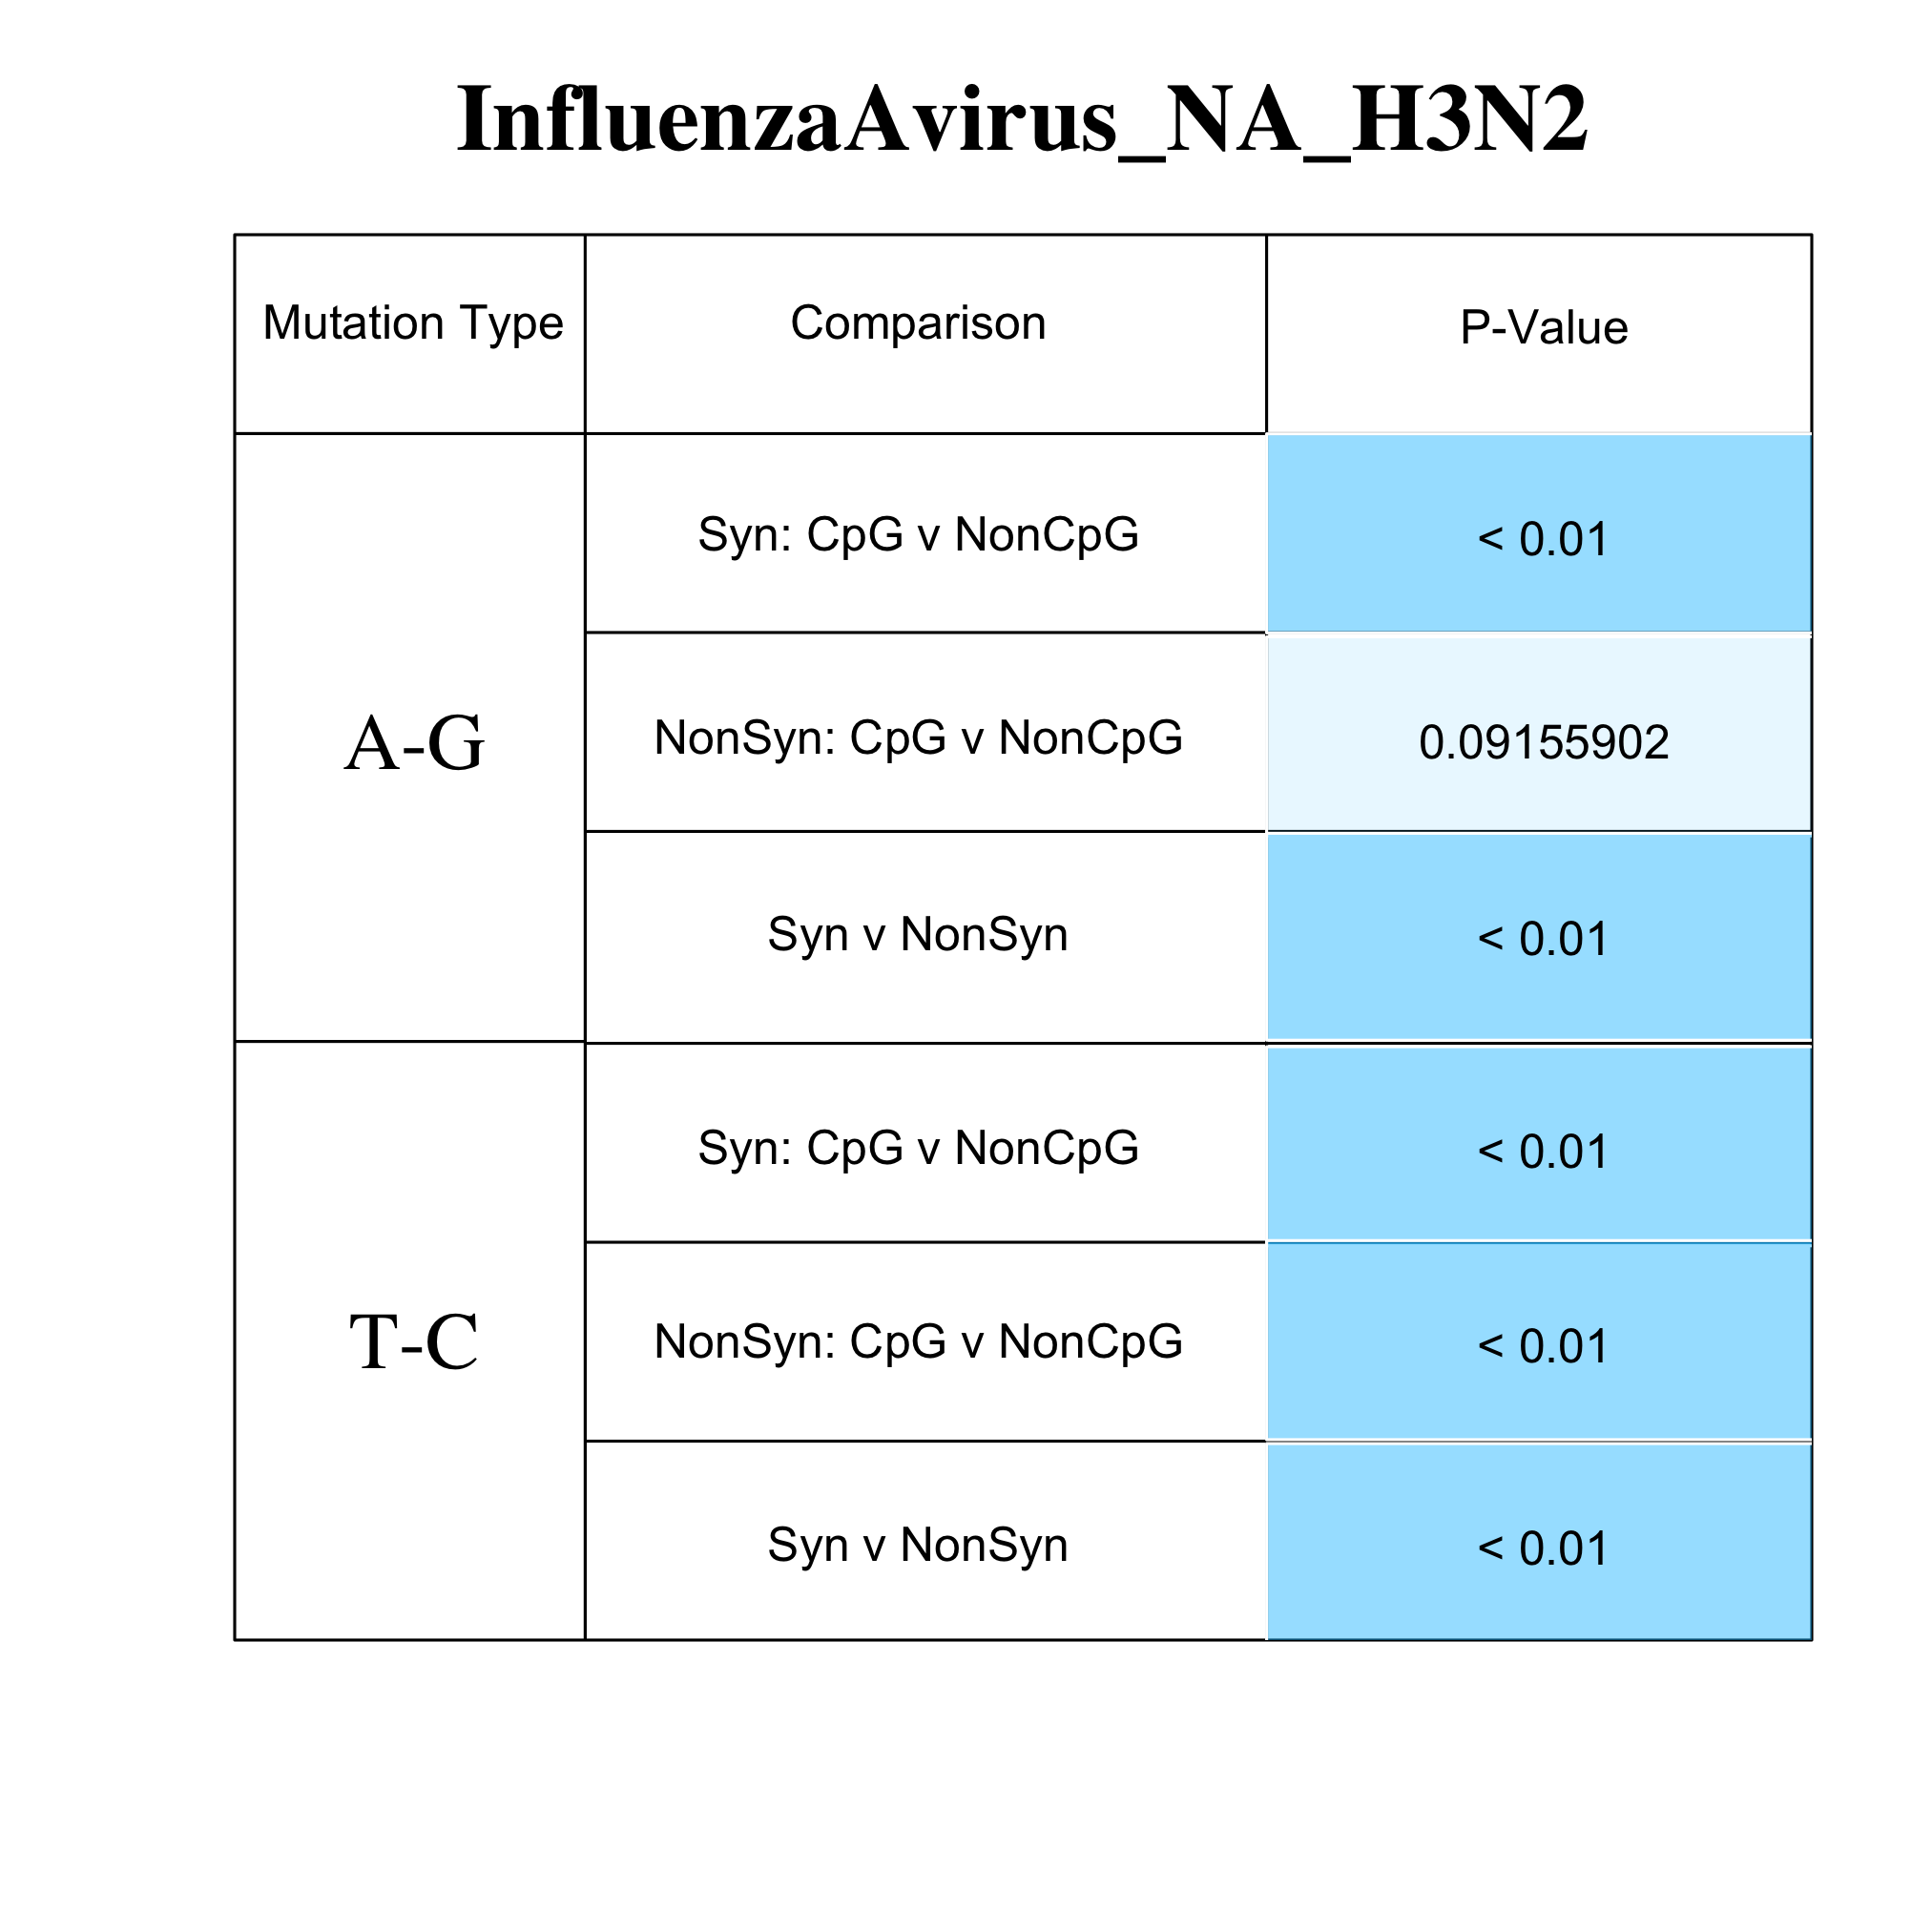 InfluenzaAvirus_NA_H3N2
Mutation Type Comparison P-Value
A-G
Syn: CpG v NonCpG < 0.01
NonSyn: CpG v NonCpG 0.09155902
Syn v NonSyn < 0.01
T-C
Syn: CpG v NonCpG < 0.01
NonSyn: CpG v NonCpG < 0.01
Syn v NonSyn < 0.01